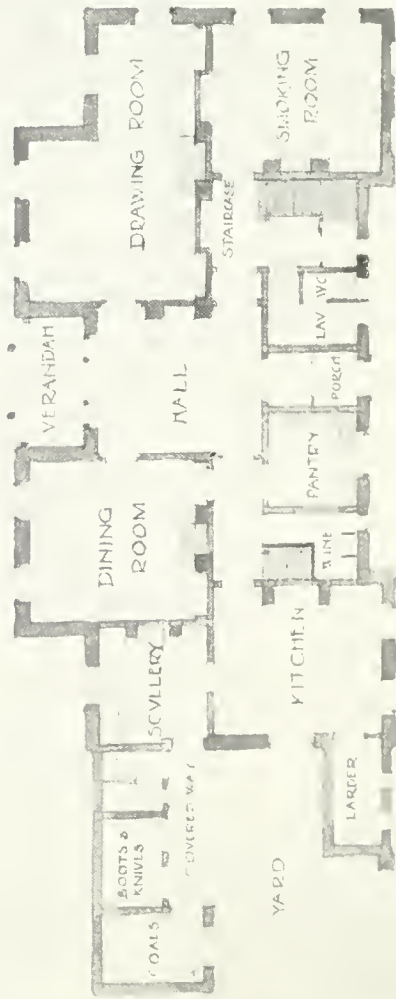 VERANDAH
DINING
ROOM
DRAWING ROOM
BOOTS &
KNIVES
COALS
SCVLLERY
HALL
COVERED WAY
STAIRCASE
YARD
KITCHEN
SMOKING
ROOM
WINE
PANTRY
PORCH
LAV
WC
LARDER